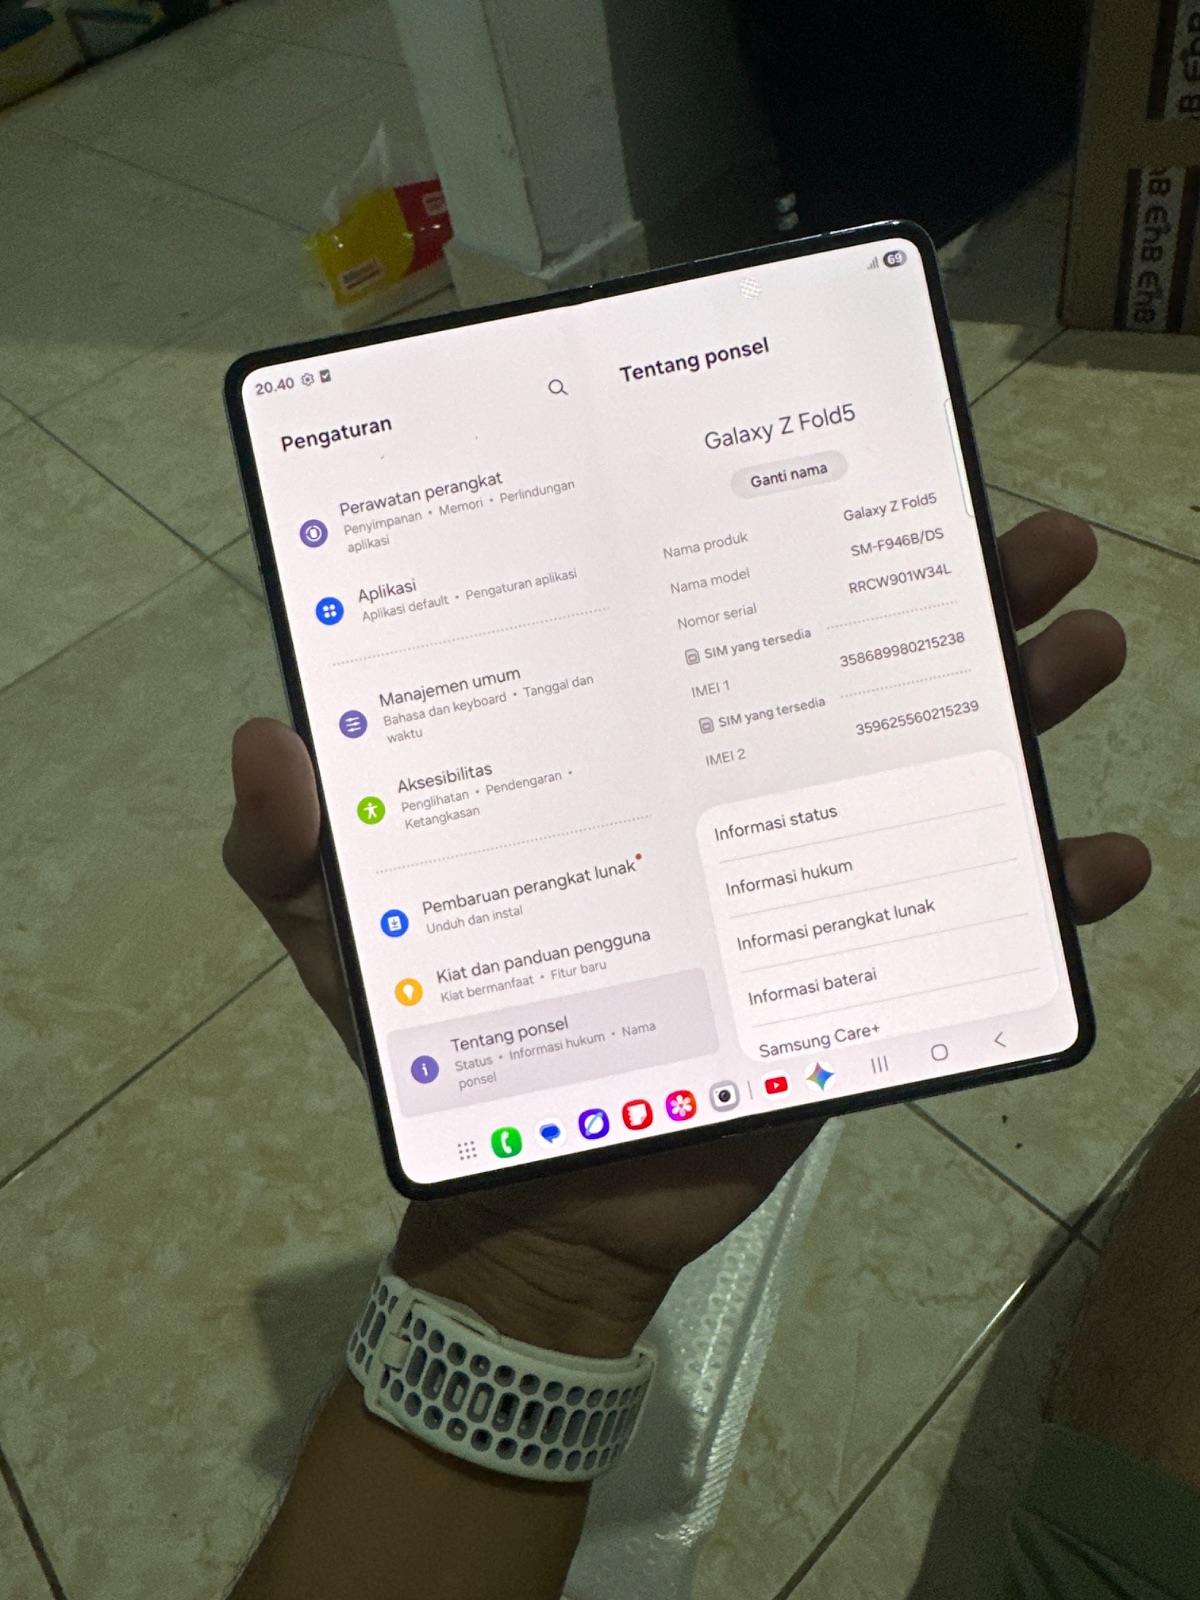 20.40
69
Pengaturan
Perawatan perangkat
Penyimpanan • Memori • Perlindungan
aplikasi
Aplikasi
Aplikasi default • Pengaturan aplikasi
Manajemen umum
Bahasa dan keyboard • Tanggal dan
waktu
Aksesibilitas
Penglihatan • Pendengaran •
Ketangkasan
Pembaruan perangkat lunak
Unduh dan instal
Kiat dan panduan pengguna
Kiat bermanfaat • Fitur baru
Tentang ponsel
Status • Informasi hukum • Nama
ponsel
Tentang ponsel
Galaxy Z Fold5
Ganti nama
Nama produk Galaxy Z Fold5
Nama model SM-F946B/DS
Nomor serial RRCW901W34L
SIM yang tersedia
IMEI 1 358689980215238
SIM yang tersedia
IMEI 2 359625560215239
Informasi status
Informasi hukum
Informasi perangkat lunak
Informasi baterai
Samsung Care+